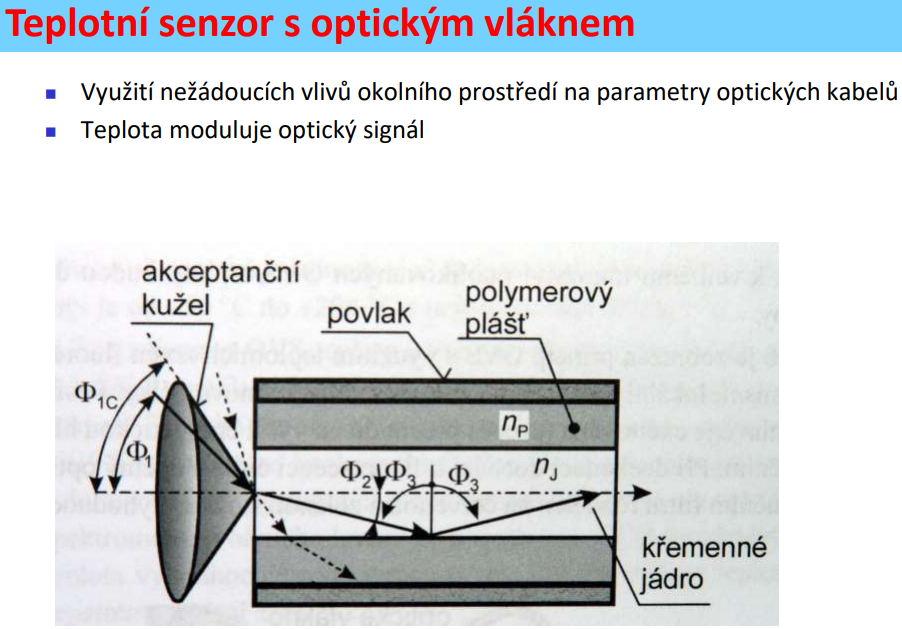 Teplotní senzor s optickým vláknem
Využití nežádoucích vlivů okolního prostředí na parametry optických kabelů
Teplota moduluje optický signál
akceptanční
kužel
povlak
polymerový
plášť
Φ1C
Φ1
nP
nJ
Φ2
Φ3
Φ3
křemenné
jádro